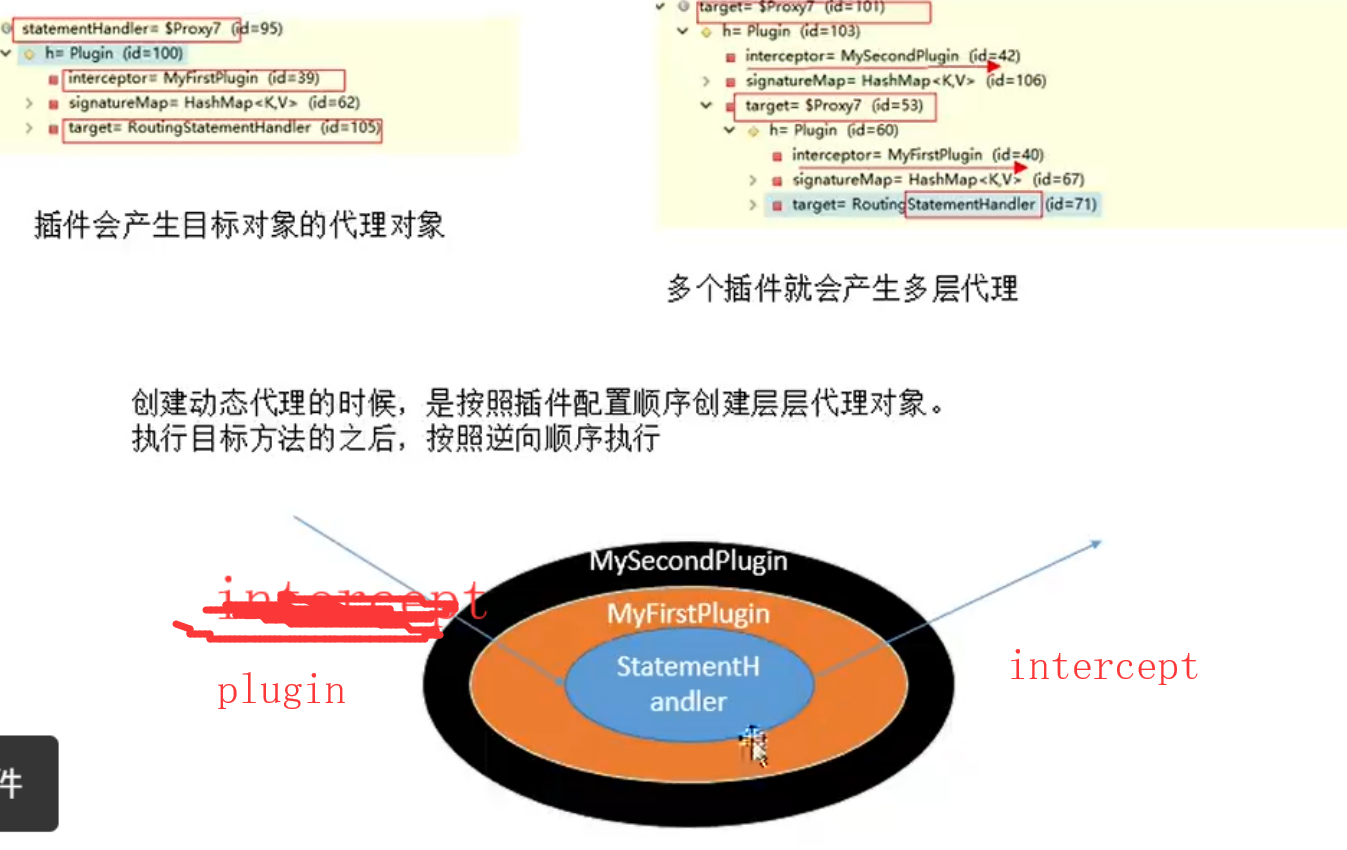 statementHandler= $Proxy7 (id=95)
h= Plugin (id=100)
interceptor= MyFirstPlugin (id=39)
signatureMap= HashMap<K,V> (id=62)
target= RoutingStatementHandler (id=105)
插件会产生目标对象的代理对象
target= $Proxy7 (id=101)
h= Plugin (id=103)
interceptor= MySecondPlugin (id=42)
signatureMap= HashMap<K,V> (id=106)
target= $Proxy7 (id=53)
h= Plugin (id=60)
interceptor= MyFirstPlugin (id=40)
signatureMap= HashMap<K,V> (id=67)
target= RoutingStatementHandler (id=71)
多个插件就会产生多层代理
创建动态代理的时候，是按照插件配置顺序创建层层代理对象。
执行目标方法的之后，按照逆向顺序执行
MySecondPlugin
intercept
MyFirstPlugin
StatementH
andler
plugin
intercept
件